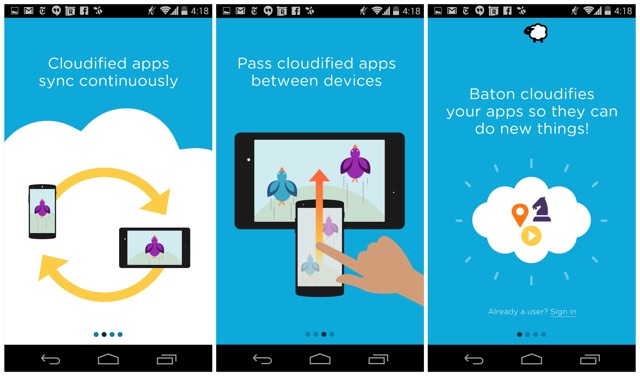 4:18
Cloudified apps
sync continuously
4:18
Pass cloudified apps
between devices
4:18
Baton cloudifies
your apps so they can
do new things!
Already a user? Sign in